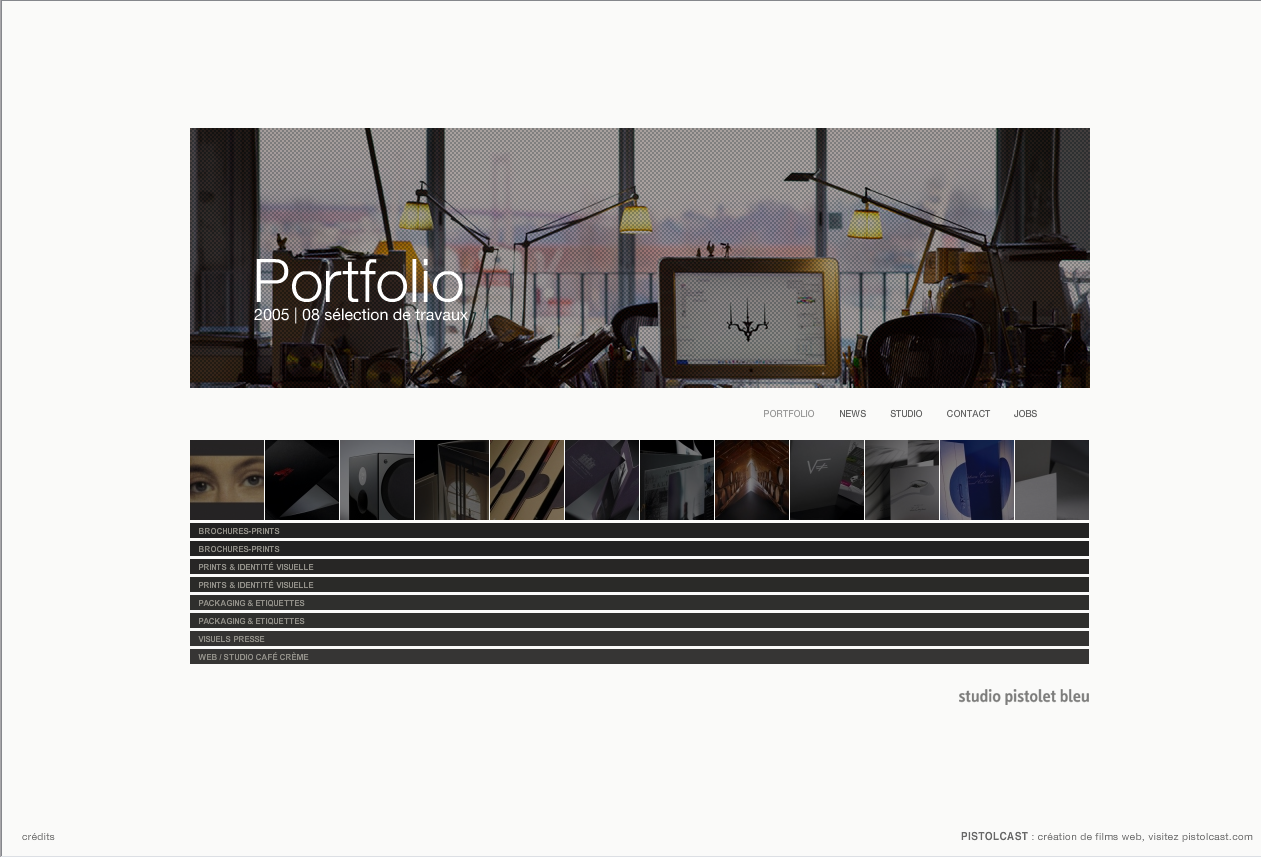 Portfolio
2005 | 08 sélection de travaux
PORTFOLIO NEWS STUDIO CONTACT JOBS
BROCHURES-PRINTS
BROCHURES-PRINTS
PRINTS & IDENTITÉ VISUELLE
PRINTS & IDENTITÉ VISUELLE
PACKAGING & ETIQUETTES
PACKAGING & ETIQUETTES
VISUELS PRESSE
WEB / STUDIO CAFÉ CRÈME
studio pistolet bleu
crédits
PISTOLCAST : création de films web, visitez pistolcast.com